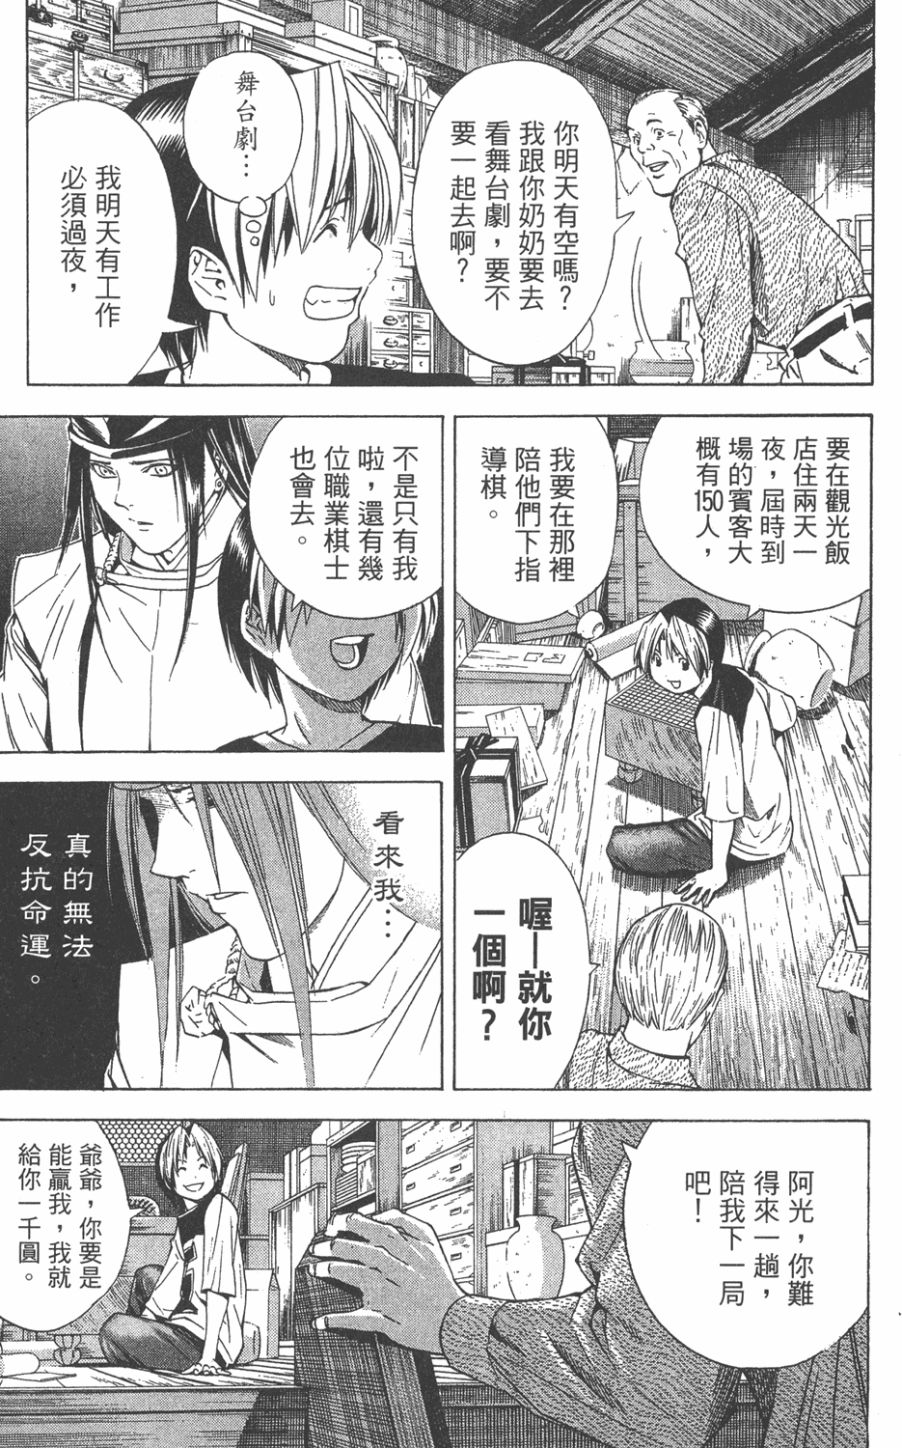 你明天有空嗎？
我跟你奶奶要去
看舞台劇，要不
要一起去啊？
舞台劇…
我明天有工作
必須過夜，
要在觀光飯
店住兩天一
夜，屆時到
場的賓客大
概有150人，
我要在那裡
陪他們下指
導棋。
喔—就你
一個啊？
不是只有我
啦，還有幾
位職業棋士
也會去。
看來我…
真的無法
反抗命運。
阿光，你難
得來一趟，
陪我下一局
吧！
爺爺，你要是
能贏我，我就
給你一千圓。